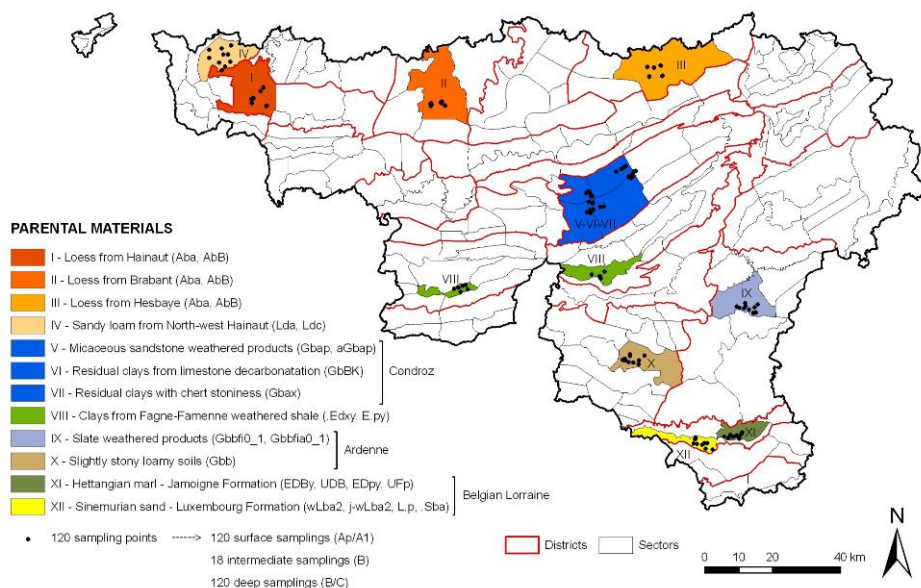 IV
I
II
III
V-VI-VII
VIII
VIII
IX
X
XI
XII
PARENTAL MATERIALS
I - Loess from Hainaut (Aba, AbB)
II - Loess from Brabant (Aba, AbB)
III - Loess from Hesbaye (Aba, AbB)
IV - Sandy loam from North-west Hainaut (Lda, Ldc)
V - Micaceous sandstone weathered products (Gbap, aGbap)
VI - Residual clays from limestone decarbonatation (GbBK)
VII - Residual clays with chert stoniness (Gbax)
Condroz
VIII - Clays from Fagne-Famenne weathered shale (.Edxy, E.py)
IX - Slate weathered products (Gbbfi0_1, Gbbfia0_1)
X - Slightly stony loamy soils (Gbb)
Ardenne
XI - Hettangian marl - Jamoigne Formation (EDBy, UDB, EDpy, UFp)
XII - Sinemurian sand - Luxembourg Formation (wLba2, j-wLba2, L.p, .Sba)
Belgian Lorraine
120 sampling points
120 surface samplings (Ap/A1)
18 intermediate samplings (B)
120 deep samplings (B/C)
Districts
Sectors
0 10 20 40 km
N